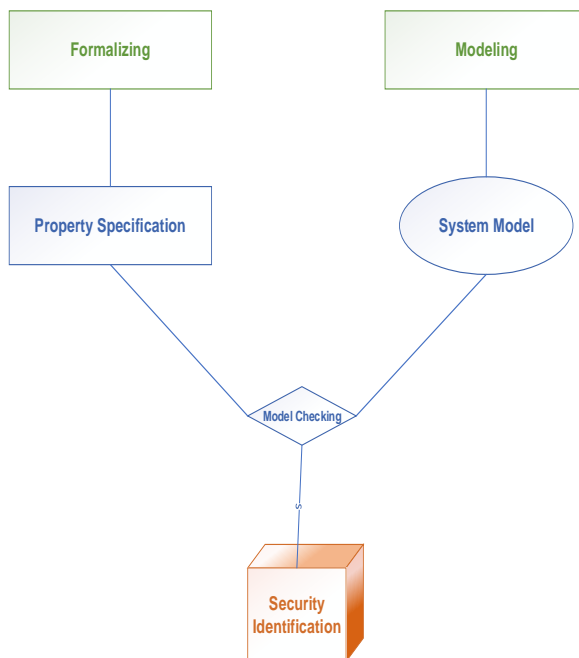 Formalizing
Modeling
Property Specification
System Model
Model Checking
s
Security
Identification